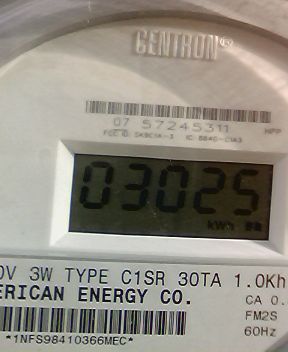 CENTRON®
07 57245311
HPP
03025
kWh
0V 3W TYPE C1SR 30TA 1.0Kh
ERICAN ENERGY CO.
CA 0.
FM2S
60Hz
*1NFS98410366MEC*